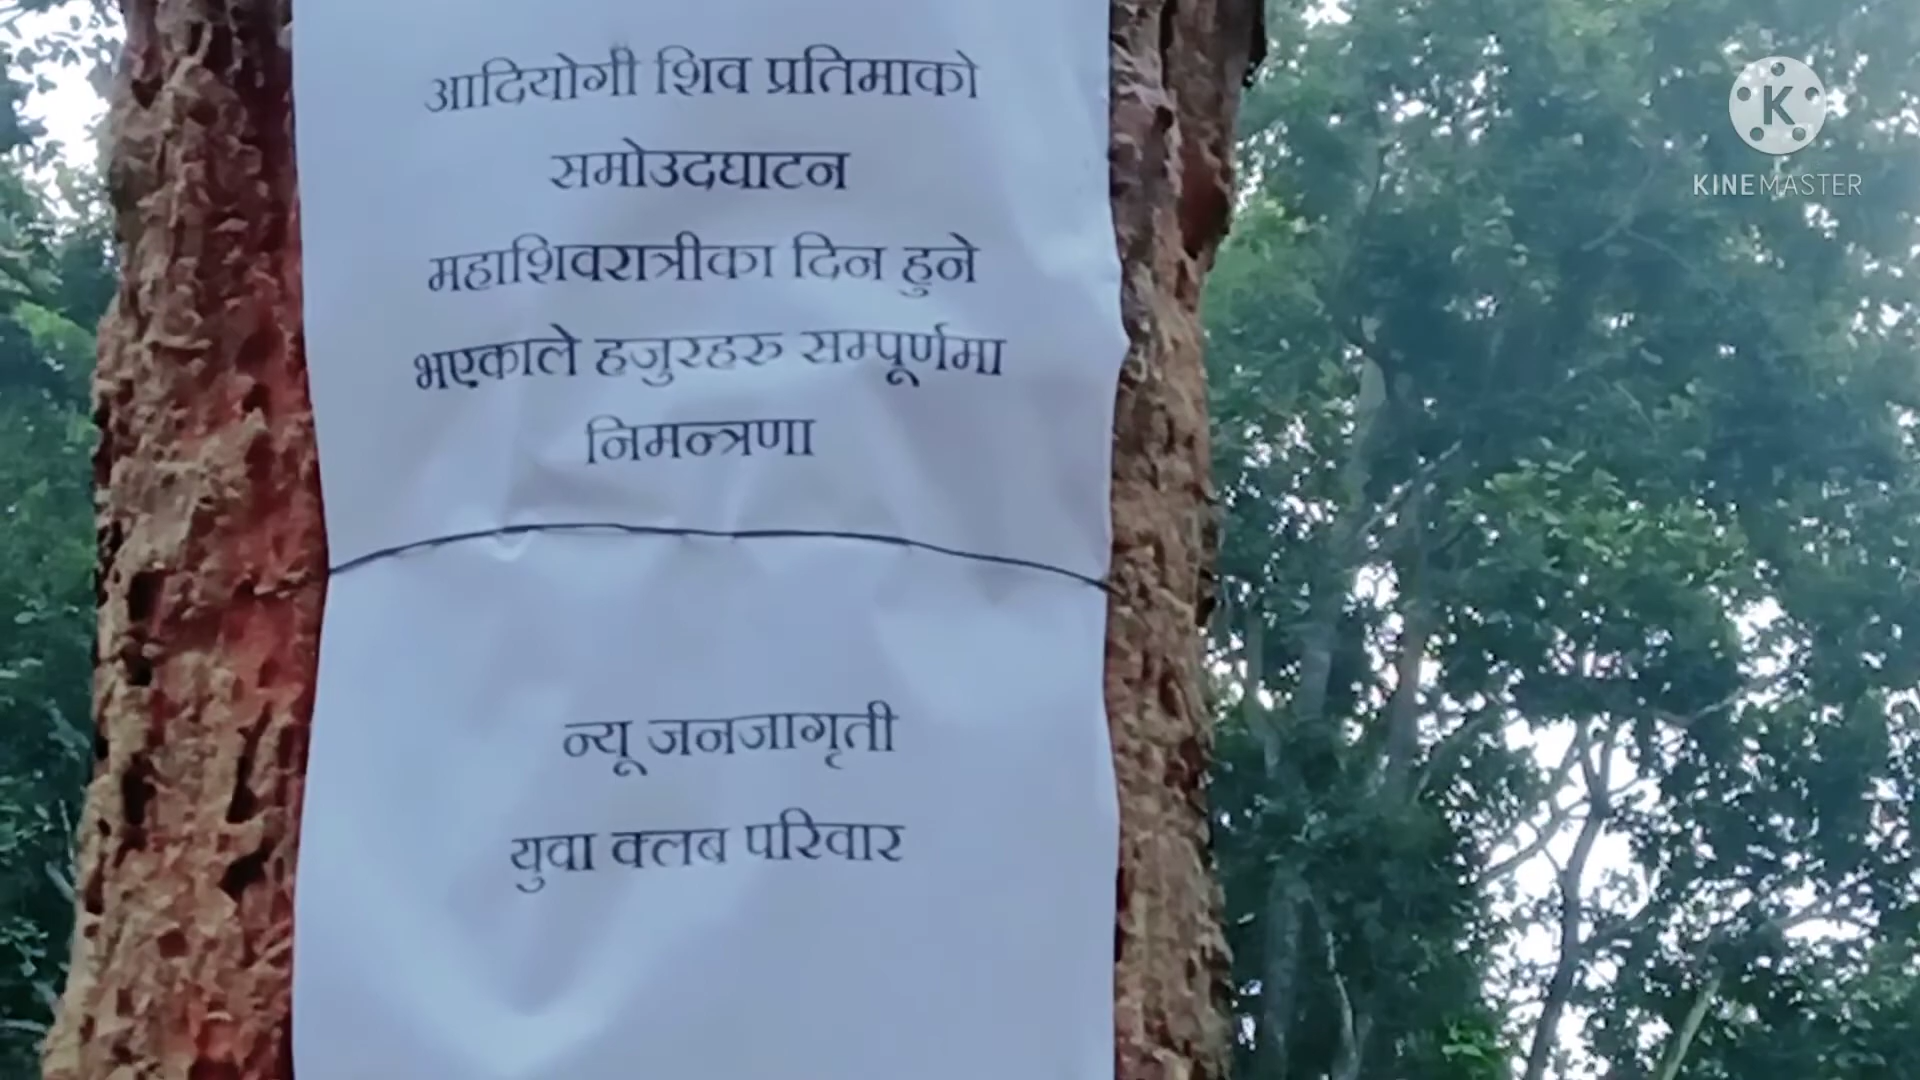 आदियोगी शिव प्रतिमाको
समोउदघाटन
महाशिवरात्रीका दिन हुने
भएकाले हजुरहरु सम्पूर्णमा
निमन्त्रणा
न्यू जनजागृती
युवा क्लब परिवार
K
KINEMASTER